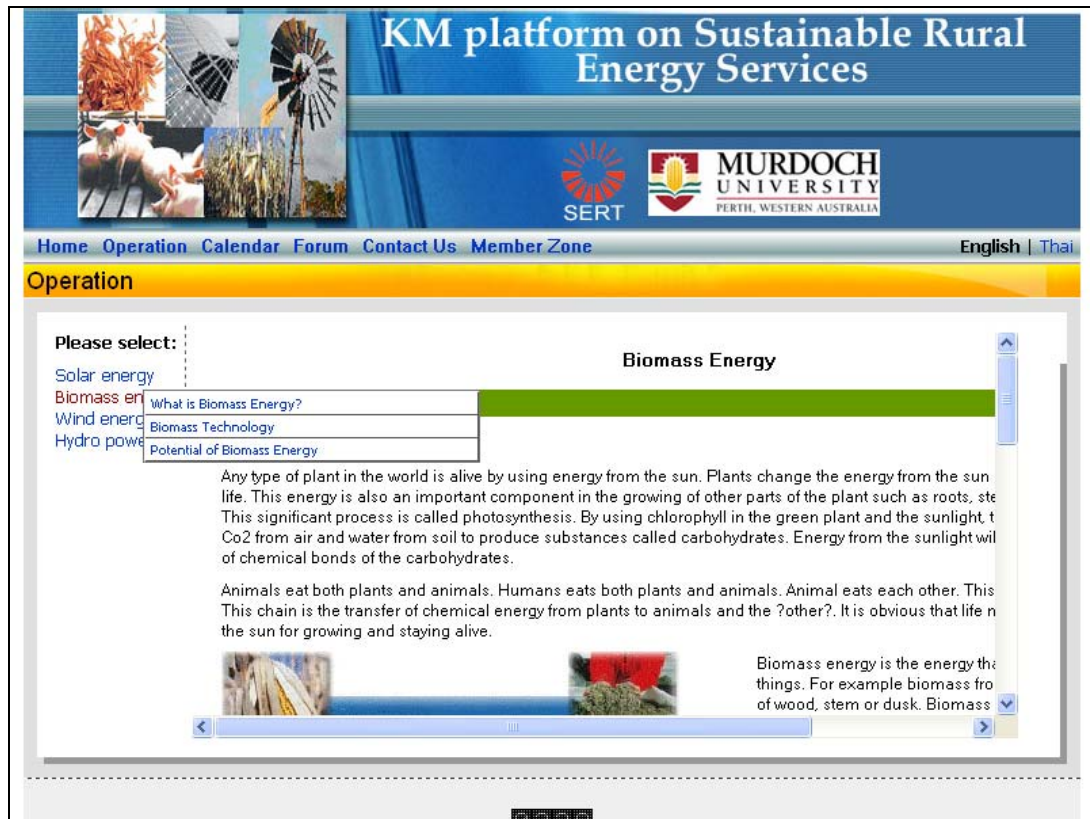 KM platform on Sustainable Rural
Energy Services
SERT
MURDOCH
UNIVERSITY
PERTH, WESTERN AUSTRALIA
Home Operation Calendar Forum Contact Us Member Zone
English | Thai
Operation
Please select:
Solar energy
Biomass en
Wind energ
Hydro powe
What is Biomass Energy?
Biomass Technology
Potential of Biomass Energy
Biomass Energy
Any type of plant in the world is alive by using energy from the sun. Plants change the energy from the sun
life. This energy is also an important component in the growing of other parts of the plant such as roots, ste
This significant process is called photosynthesis. By using chlorophyll in the green plant and the sunlight, t
Co2 from air and water from soil to produce substances called carbohydrates. Energy from the sunlight wil
of chemical bonds of the carbohydrates.
Animals eat both plants and animals. Humans eats both plants and animals. Animal eats each other. This
This chain is the transfer of chemical energy from plants to animals and the ?other?. It is obvious that life n
the sun for growing and staying alive.
Biomass energy is the energy tha
things. For example biomass fro
of wood, stem or dusk. Biomass